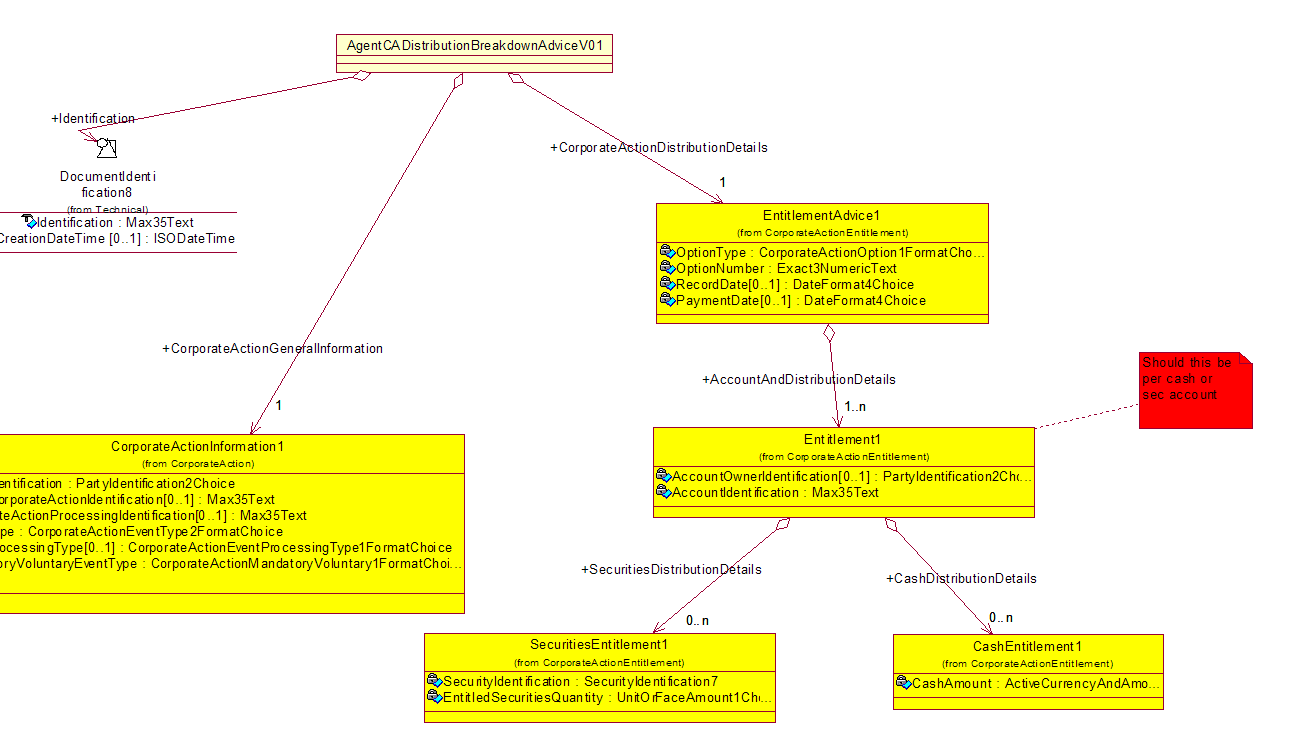 AgentCADistributionBreakdownAdviceV01
+Identification
DocumentIdenti
fication8
(from Technical)
Identification : Max35Text
CreationDateTime [0..1] : ISODateTime
+CorporateActionDistributionDetails
1
EntitlementAdvice1
(from CorporateActionEntitlement)
OptionType : CorporateActionOption1FormatCho...
OptionNumber : Exact3NumericText
RecordDate[0..1] : DateFormat4Choice
PaymentDate[0..1] : DateFormat4Choice
+CorporateActionGeneralInformation
1
+AccountAndDistributionDetails
1..n
Should this be
per cash or
sec account
CorporateActionInformation1
(from CorporateAction)
entification : PartyIdentification2Choice
orporateActionIdentification[0..1] : Max35Text
teActionProcessingIdentification[0..1] : Max35Text
ype : CorporateActionEventType2FormatChoice
ocessingType[0..1] : CorporateActionEventProcessingType1FormatChoice
oryVoluntaryEventType : CorporateActionMandatoryVoluntary1FormatChoi...
Entitlement1
(from CorporateActionEntitlement)
AccountOwnerIdentification[0..1] : PartyIdentification2Cho...
AccountIdentification : Max35Text
+SecuritiesDistributionDetails
0..n
+CashDistributionDetails
0..n
SecuritiesEntitlement1
(from CorporateActionEntitlement)
SecurityIdentification : SecurityIdentification7
EntitledSecuritiesQuantity : UnitOrFaceAmount1Cho...
CashEntitlement1
(from CorporateActionEntitlement)
CashAmount : ActiveCurrencyAndAmo...